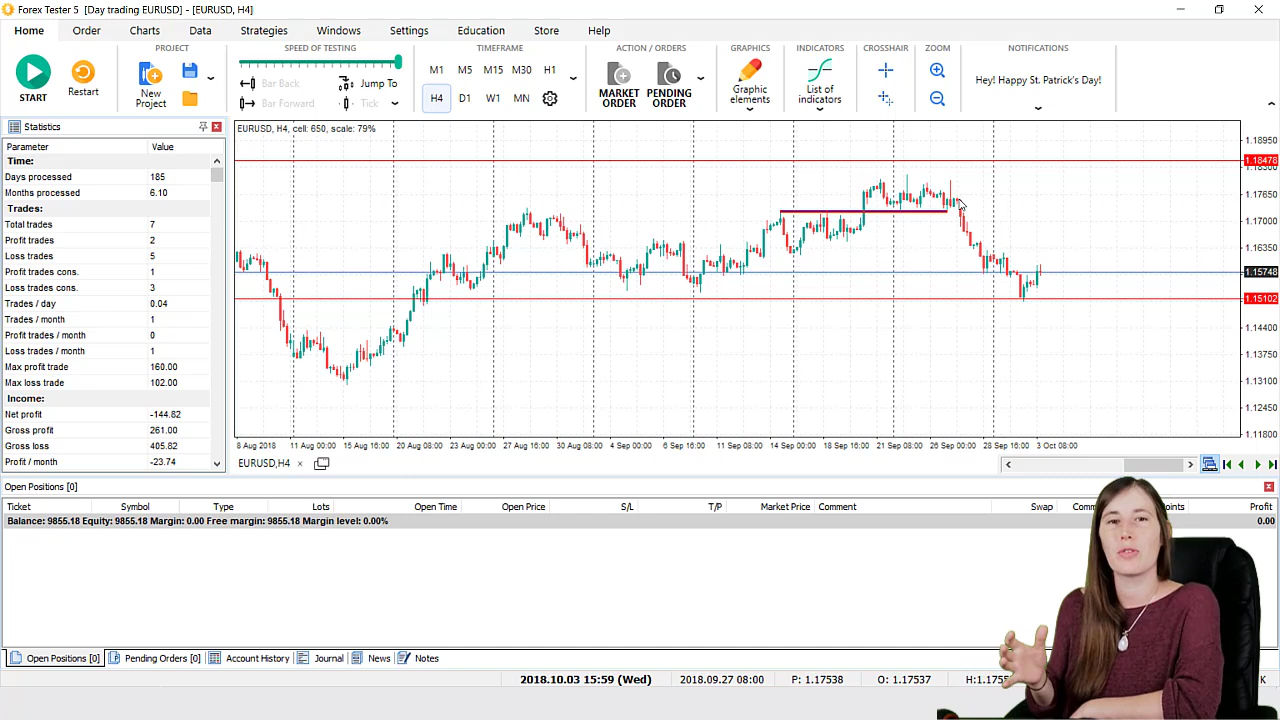 Forex Tester 5 [Day trading EURUSD] - [EURUSD, H4]
Home Order Charts Data Strategies Windows Settings Education Store Help
PROJECT SPEED OF TESTING TIMEFRAME ACTION / ORDERS GRAPHICS INDICATORS CROSSHAIR ZOOM NOTIFICATIONS
START
Restart
New Project
Bar Back
Jump To
Bar Forward
Tick
M1 M5 M15 M30 H1
H4 D1 W1 MN
MARKET ORDER
PENDING ORDER
Graphic elements
List of indicators
Hey! Happy St. Patrick's Day!
Statistics
Parameter Value
Time:
Days processed 185
Months processed 6.10
Trades:
Total trades 7
Profit trades 2
Loss trades 5
Profit trades cons. 1
Loss trades cons. 3
Trades / day 0.04
Trades / month 1
Profit trades / month 0
Loss trades / month 1
Max profit trade 160.00
Max loss trade 102.00
Income:
Net profit -144.82
Gross profit 261.00
Gross loss 405.82
Profit / month -23.74
EURUSD, H4, cell: 650, scale: 79%
1.18950
1.18478
1.18300
1.17650
1.17000
1.16350
1.15748
1.15102
1.14400
1.13750
1.13100
1.12450
1.11800
8 Aug 2018 11 Aug 00:00 15 Aug 16:00 20 Aug 08:00 23 Aug 00:00 27 Aug 16:00 30 Aug 08:00 4 Sep 00:00 6 Sep 16:00 11 Sep 08:00 14 Sep 00:00 18 Sep 16:00 21 Sep 08:00 26 Sep 00:00 28 Sep 16:00 3 Oct 08:00
EURUSD,H4
Open Positions [0]
Ticket Symbol Type Lots Open Time Open Price S/L T/P Market Price Comment Swap Profit
Balance: 9855.18 Equity: 9855.18 Margin: 0.00 Free margin: 9855.18 Margin level: 0.00% 0.00
Open Positions [0] Pending Orders [0] Account History Journal News Notes
2018.10.03 15:59 (Wed) 2018.09.27 08:00 P: 1.17538 O: 1.17537